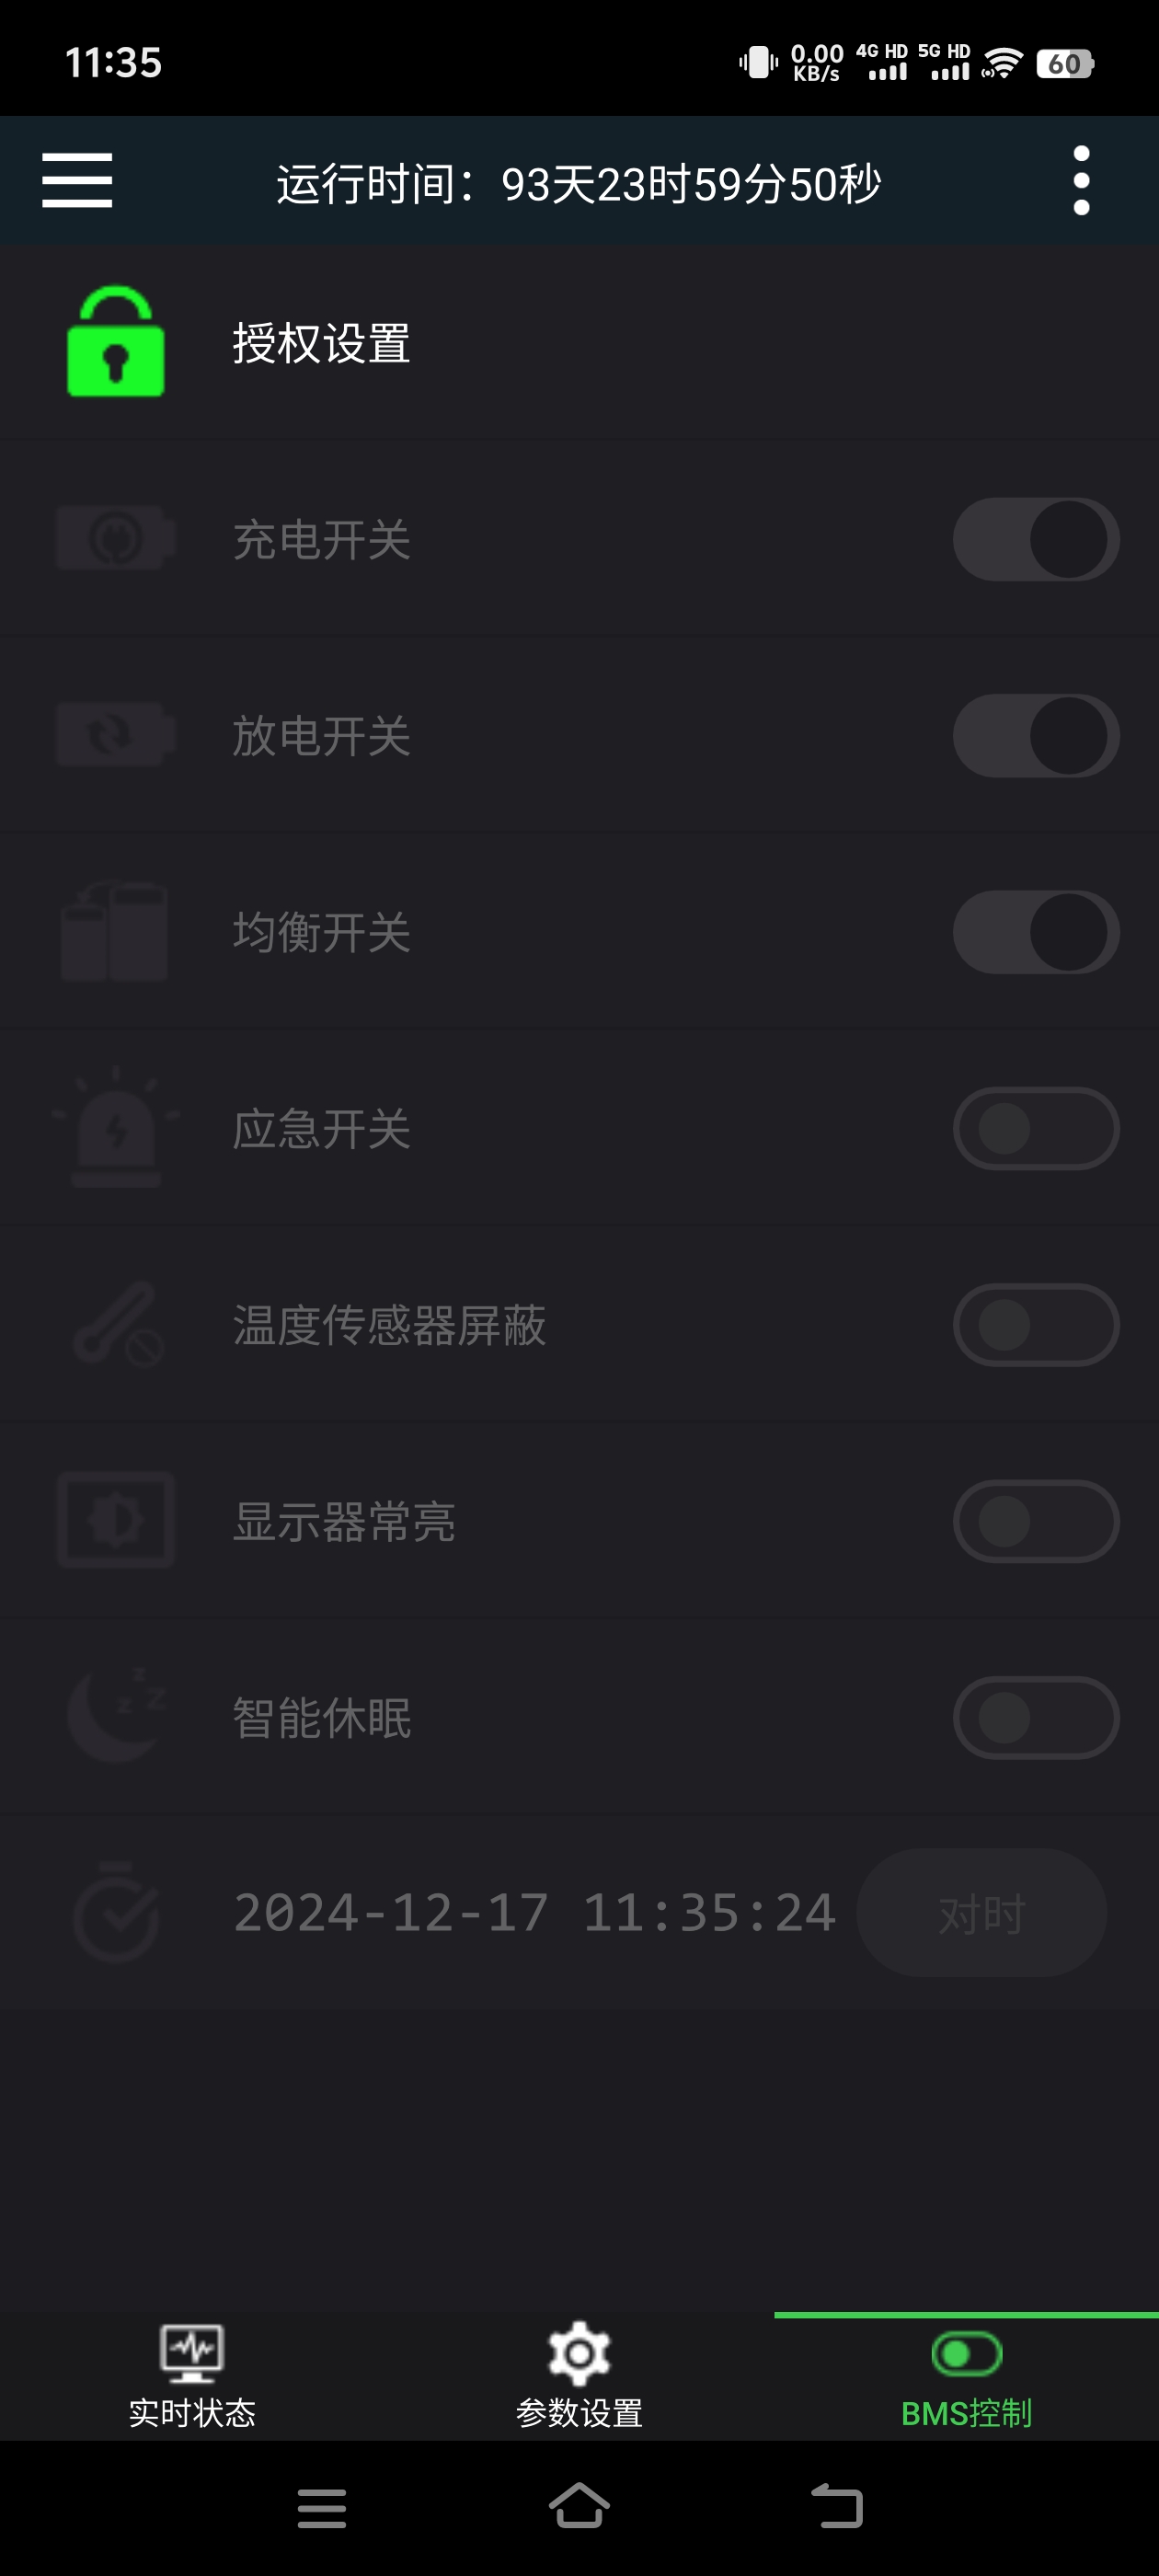 11:35
0.00 KB/s 4G HD 5G HD 60
运行时间：93天23时59分50秒
授权设置
充电开关
放电开关
均衡开关
应急开关
温度传感器屏蔽
显示器常亮
智能休眠
2024-12-17 11:35:24 对时
实时状态 参数设置 BMS控制